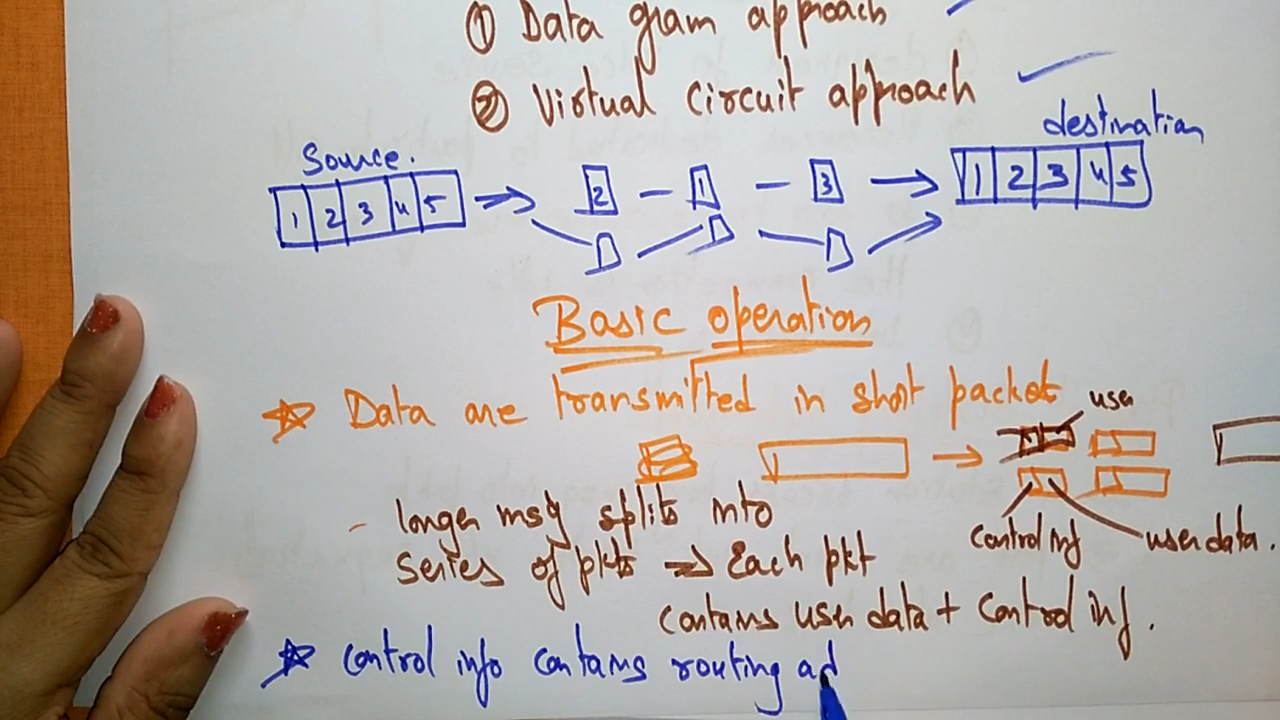 ① Data gram approach
② Virtual Circuit approach
Source.
destination
1 2 3 4 5
2 1 3
1 2 3 4 5
Basic operation
Data are transmitted in short packets
user
longer msg splits into
control inf
user data.
series of pkts → Each pkt
contains user data + control inf.
control info contains routing ad